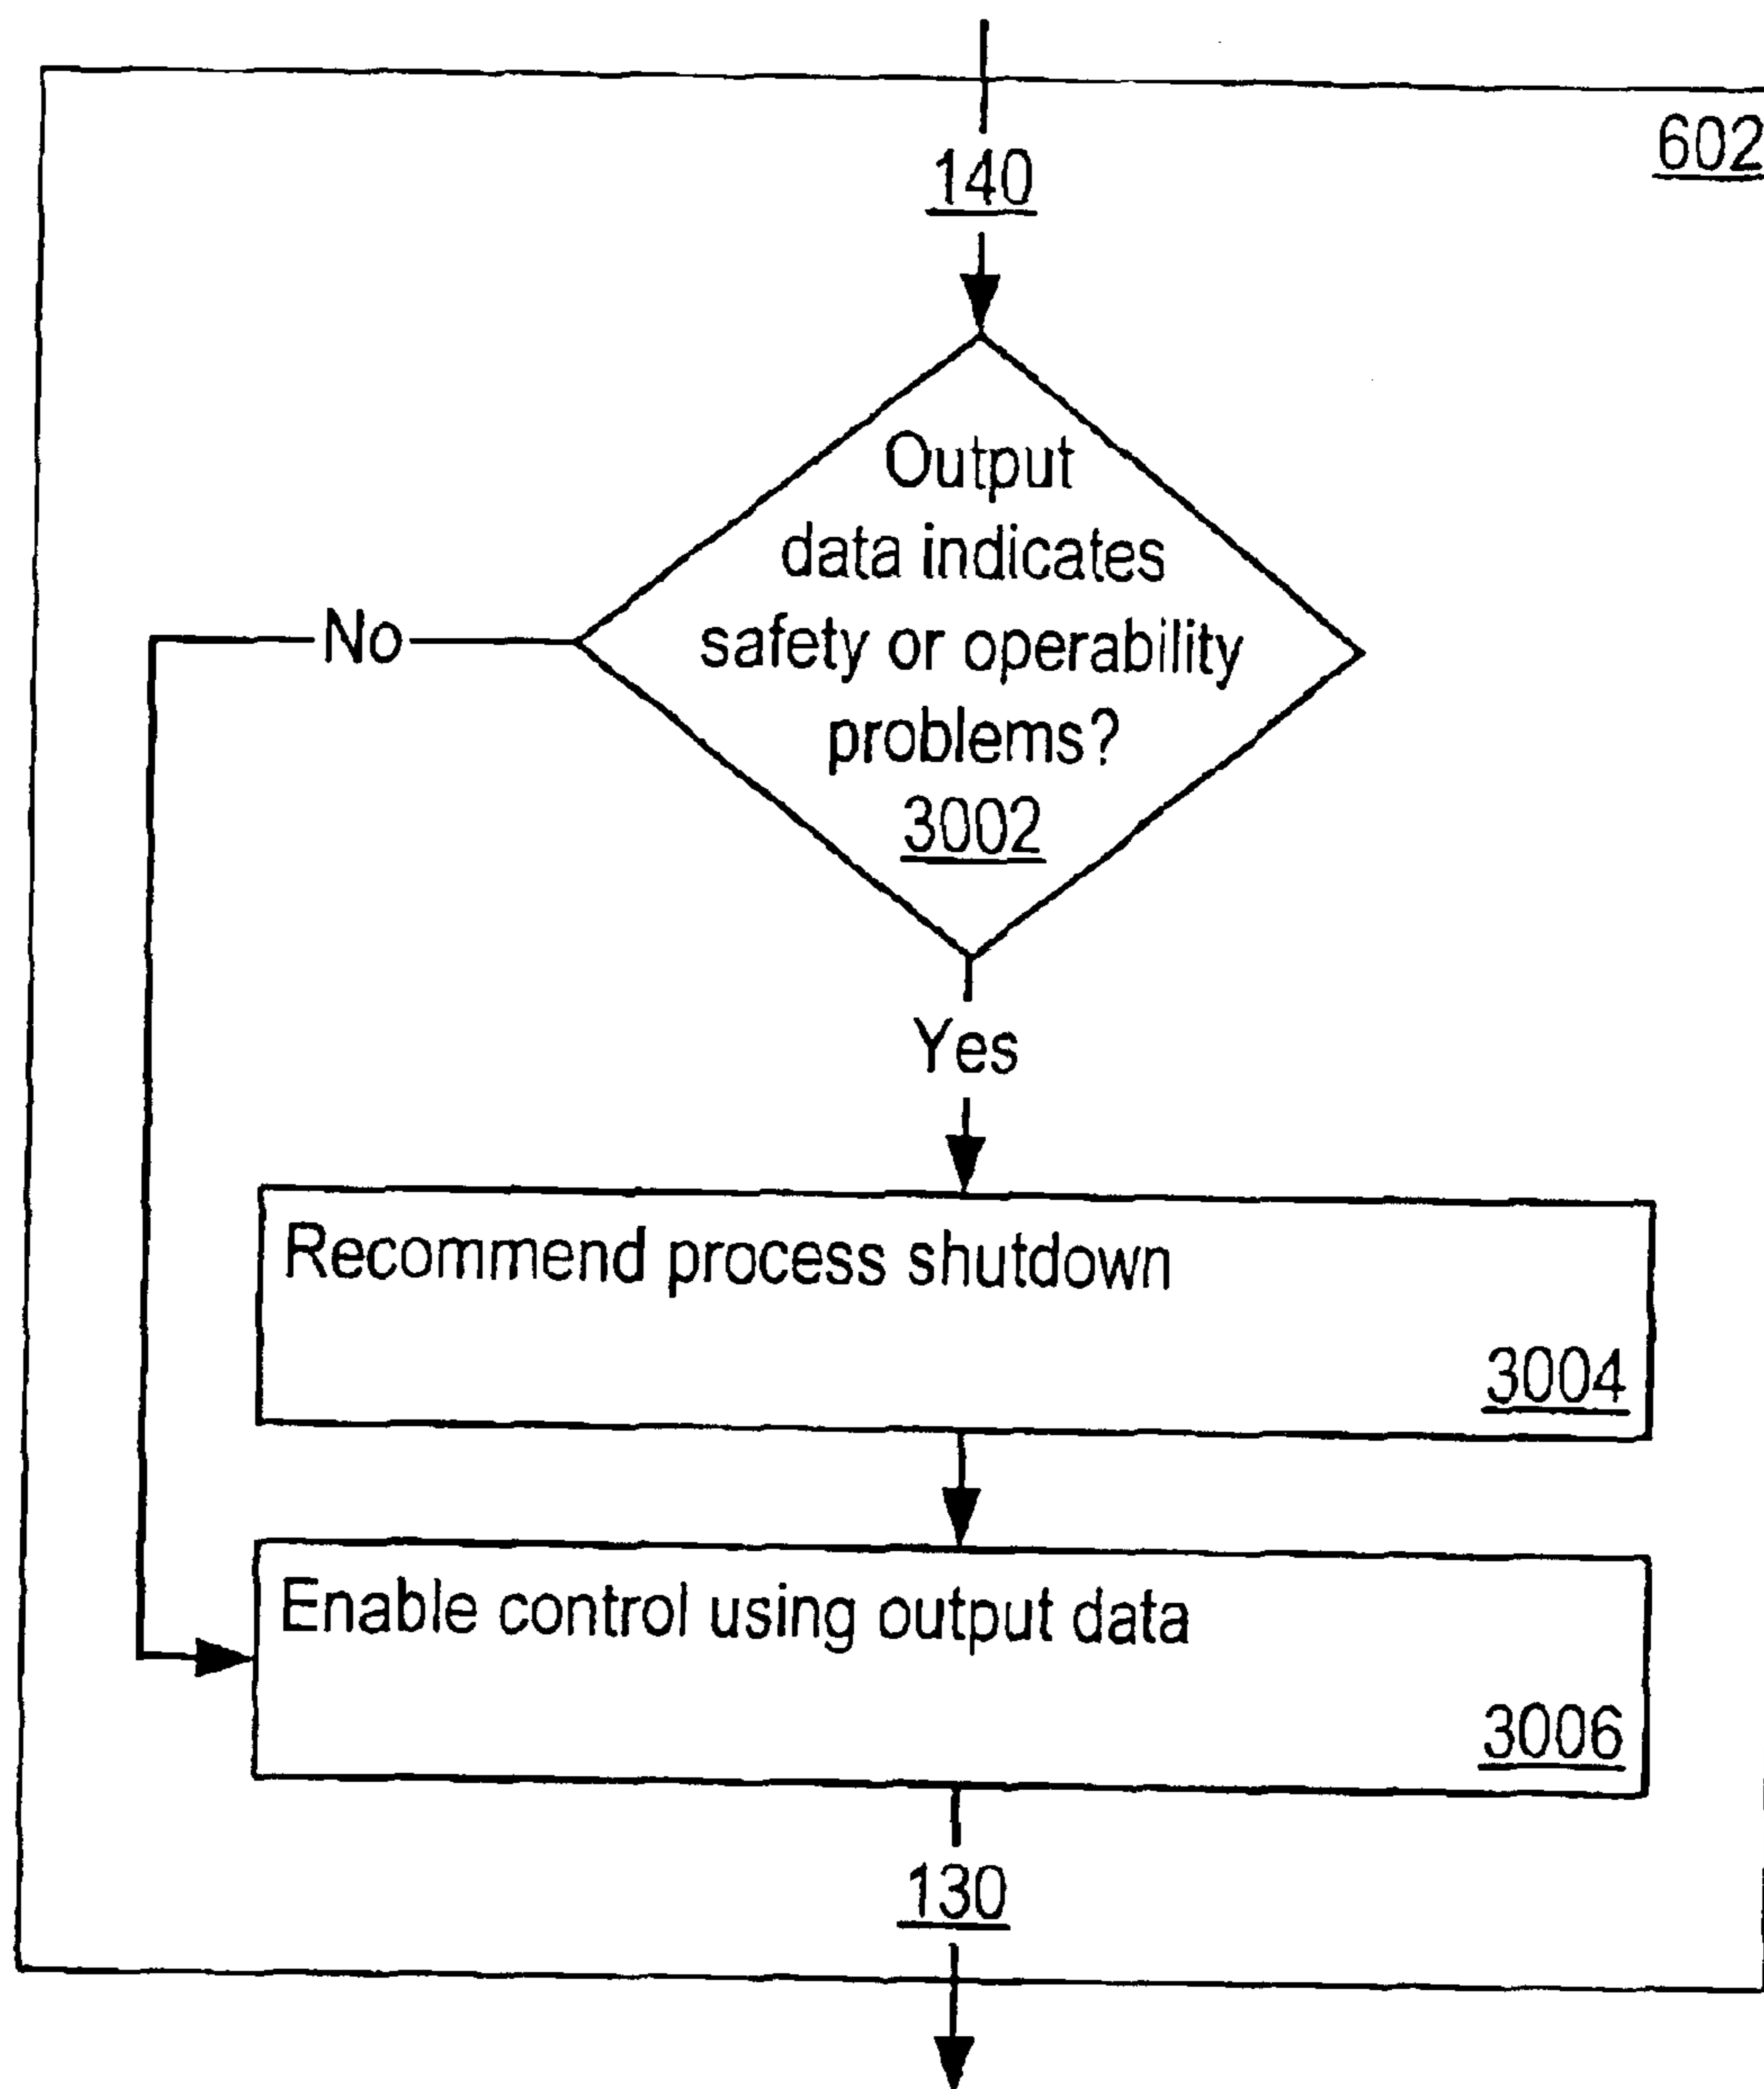 602
140
Output
data indicates
safety or operability
problems?
3002
No
Yes
Recommend process shutdown
3004
Enable control using output data
3006
130